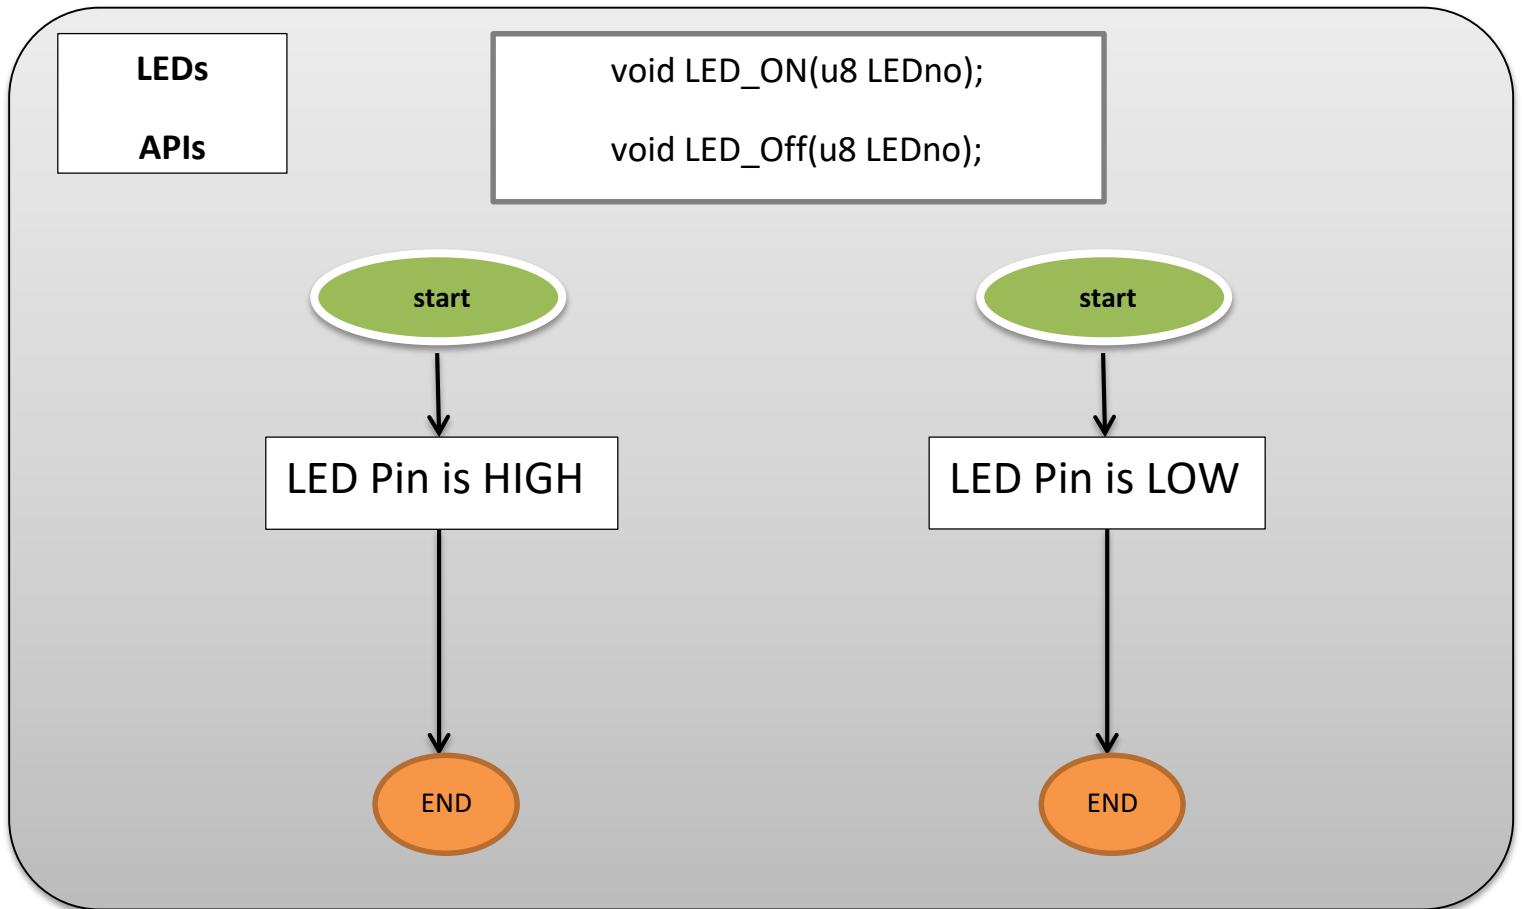 LEDs
APIs
void LED_ON(u8 LEDno);
void LED_Off(u8 LEDno);
start
start
LED Pin is HIGH
LED Pin is LOW
END
END